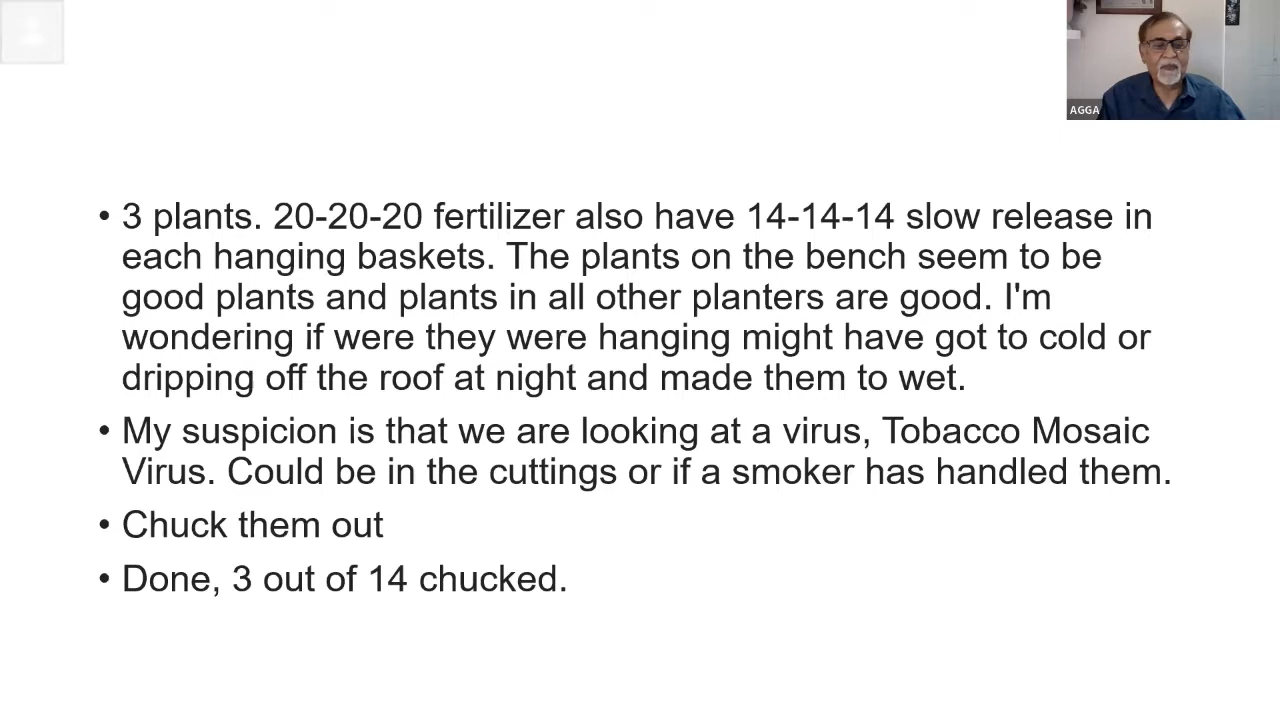 AGGA
• 3 plants. 20-20-20 fertilizer also have 14-14-14 slow release in
each hanging baskets. The plants on the bench seem to be
good plants and plants in all other planters are good. I'm
wondering if were they were hanging might have got to cold or
dripping off the roof at night and made them to wet.
• My suspicion is that we are looking at a virus, Tobacco Mosaic
Virus. Could be in the cuttings or if a smoker has handled them.
• Chuck them out
• Done, 3 out of 14 chucked.